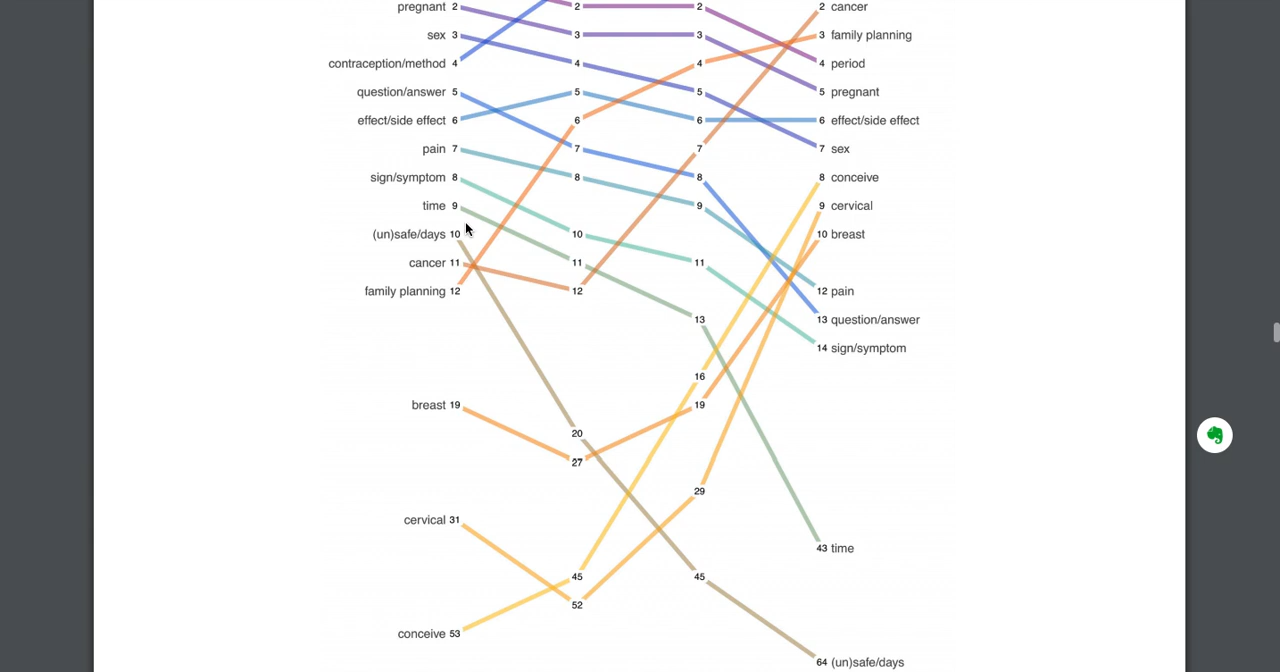 pregnant 2 2 2 2 cancer
sex 3 3 3 3 family planning
contraception/method 4 4 4 4 period
question/answer 5 5 5 5 pregnant
effect/side effect 6 6 6 6 effect/side effect
pain 7 7 7 7 sex
sign/symptom 8 8 8 8 conceive
time 9 9 9 cervical
(un)safe/days 10 10 10 breast
cancer 11 11 11
family planning 12 12 12 pain
13 13 question/answer
14 sign/symptom
16
breast 19 19
20
27
29
cervical 31
43 time
45 45
52
conceive 53
64 (un)safe/days